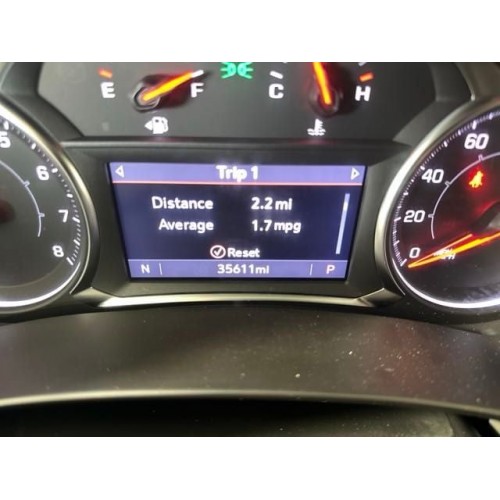 E F C H
Trip 1
Distance 2.2 mi
Average 1.7 mpg
Reset
N 35611mi P
5
6
7
8
60
40
20
0